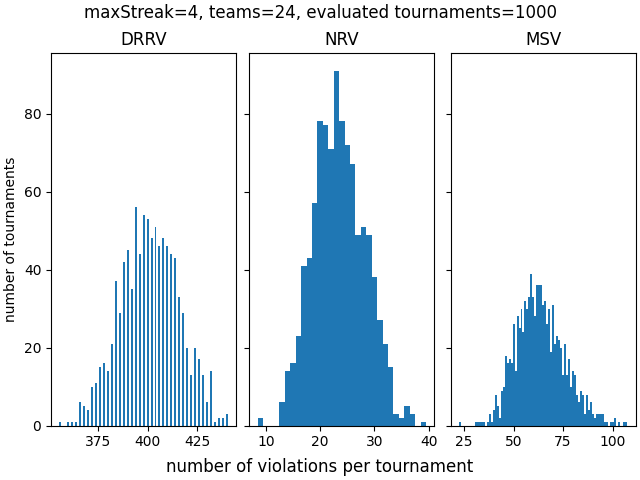 maxStreak=4, teams=24, evaluated tournaments=1000
DRRV NRV MSV
80
60
40
20
0
number of tournaments
375 400 425 10 20 30 40 25 50 75 100
number of violations per tournament